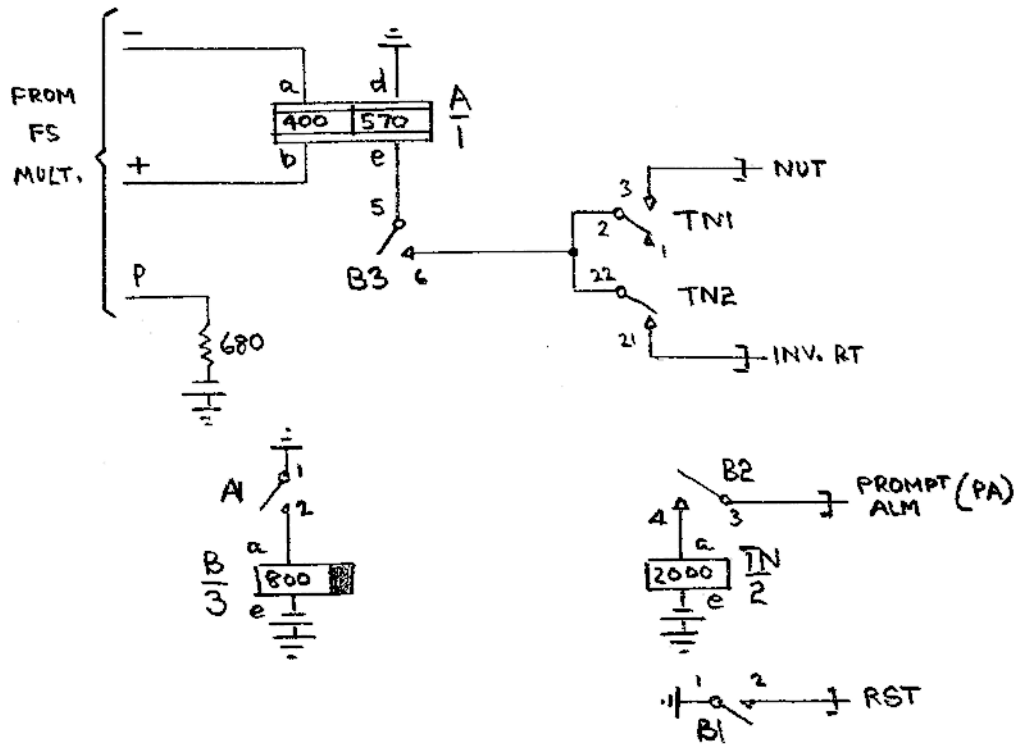 −
FROM
FS
MULT.
+
P
680
a
d
400
570
A
1
b
e
5
B3
6
3
2
1
TN1
NUT
22
TN2
21
INV. RT
A1
1
2
a
B
3
800
e
B2
4
3
PROMPT (PA)
ALM
a
2000
TN
2
e
1
2
B1
RST